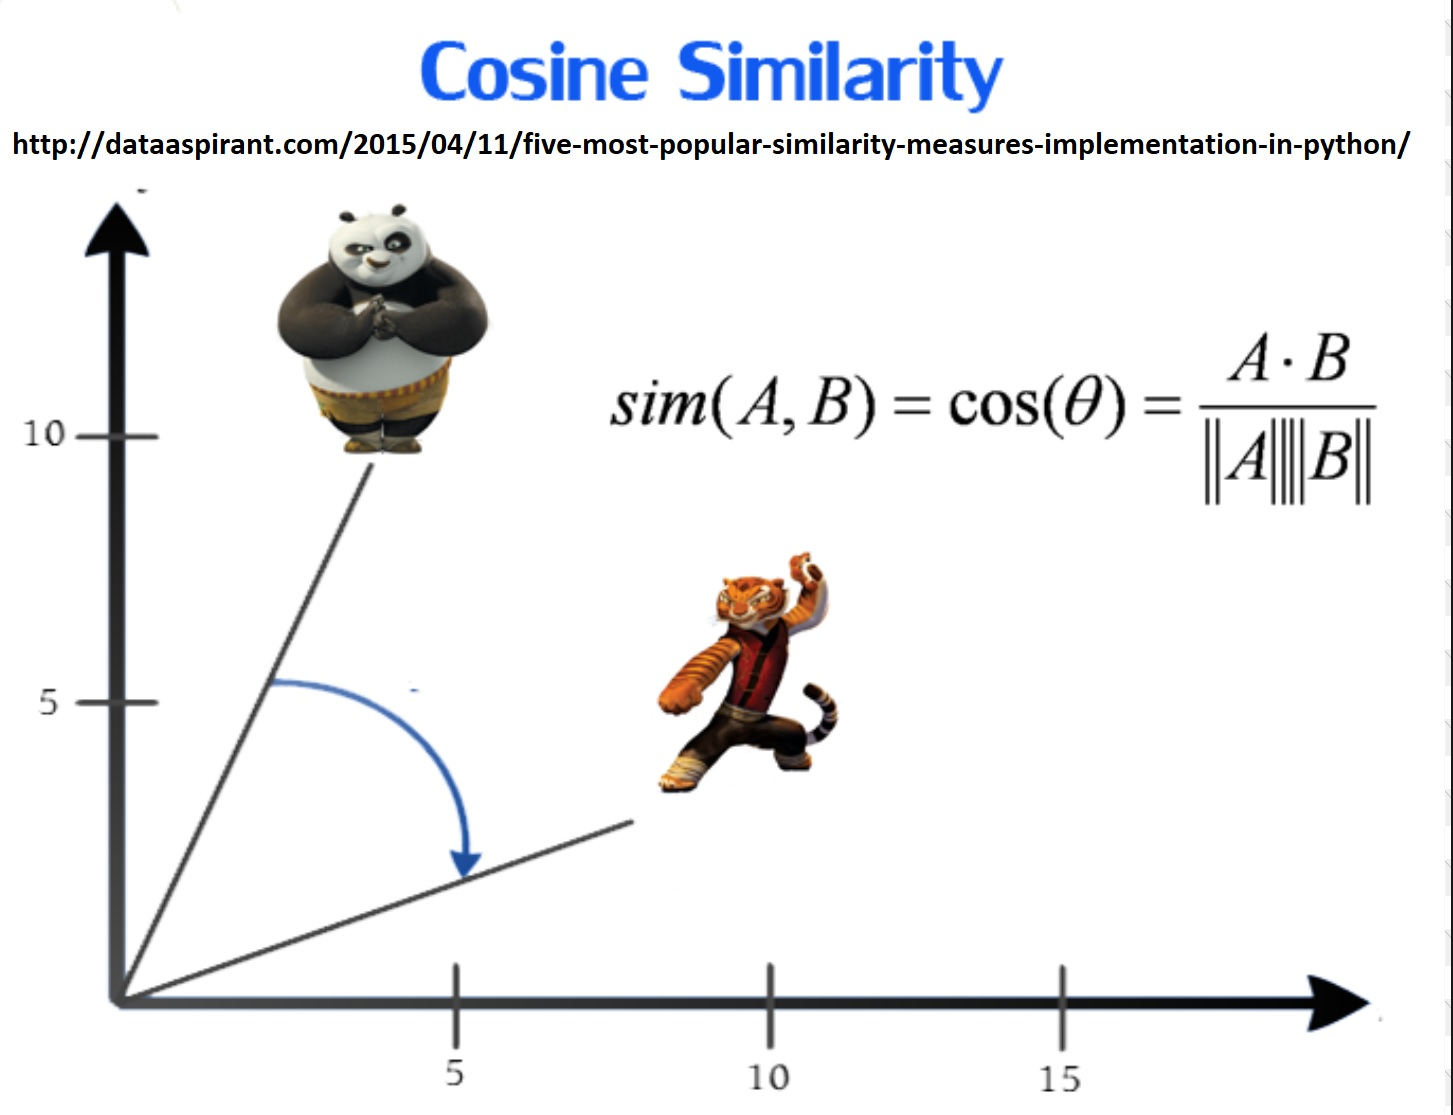 Cosine Similarity
http://dataaspirant.com/2015/04/11/five-most-popular-similarity-measures-implementation-in-python/
10
sim(A, B) = cos(θ) = A · B / ‖A‖‖B‖
5
5 10 15